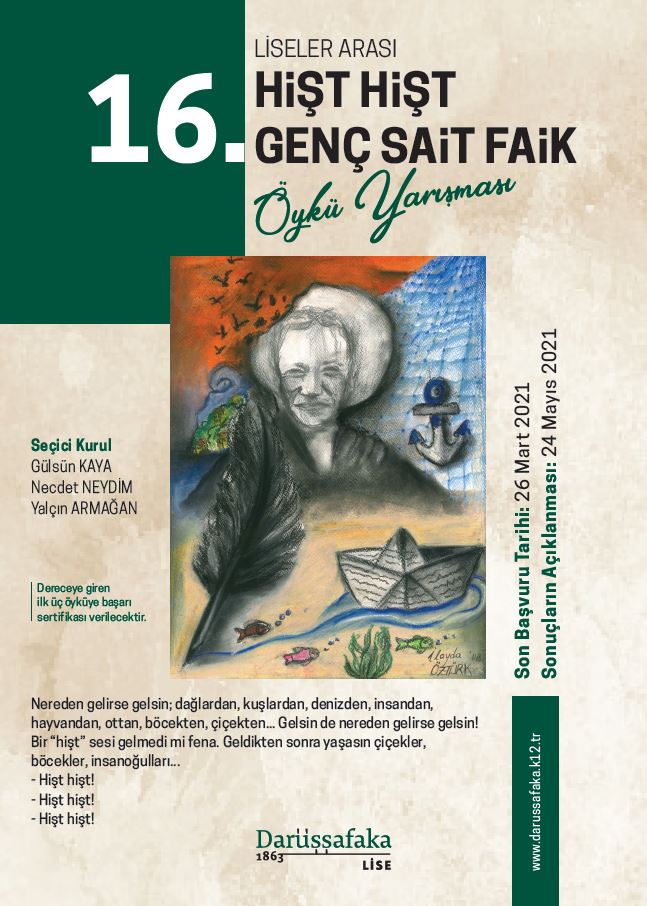 LİSELER ARASI
16. HİŞT HİŞT
GENÇ SAİT FAİK
Öykü Yarışması
Seçici Kurul
Gülsün KAYA
Necdet NEYDİM
Yalçın ARMAĞAN
Dereceye giren
ilk üç öyküye başarı
sertifikası verilecektir.
Son Başvuru Tarihi: 26 Mart 2021
Sonuçların Açıklanması: 24 Mayıs 2021
ÖZTÜRK
Nereden gelirse gelsin; dağlardan, kuşlardan, denizden, insandan,
hayvandan, ottan, böcekten, çiçekten... Gelsin de nereden gelirse gelsin!
Bir “hişt” sesi gelmedi mi fena. Geldikten sonra yaşasın çiçekler,
böcekler, insanoğulları...
- Hişt hişt!
- Hişt hişt!
- Hişt hişt!
www.darussafaka.k12.tr
Darüşşafaka
1863
LİSE